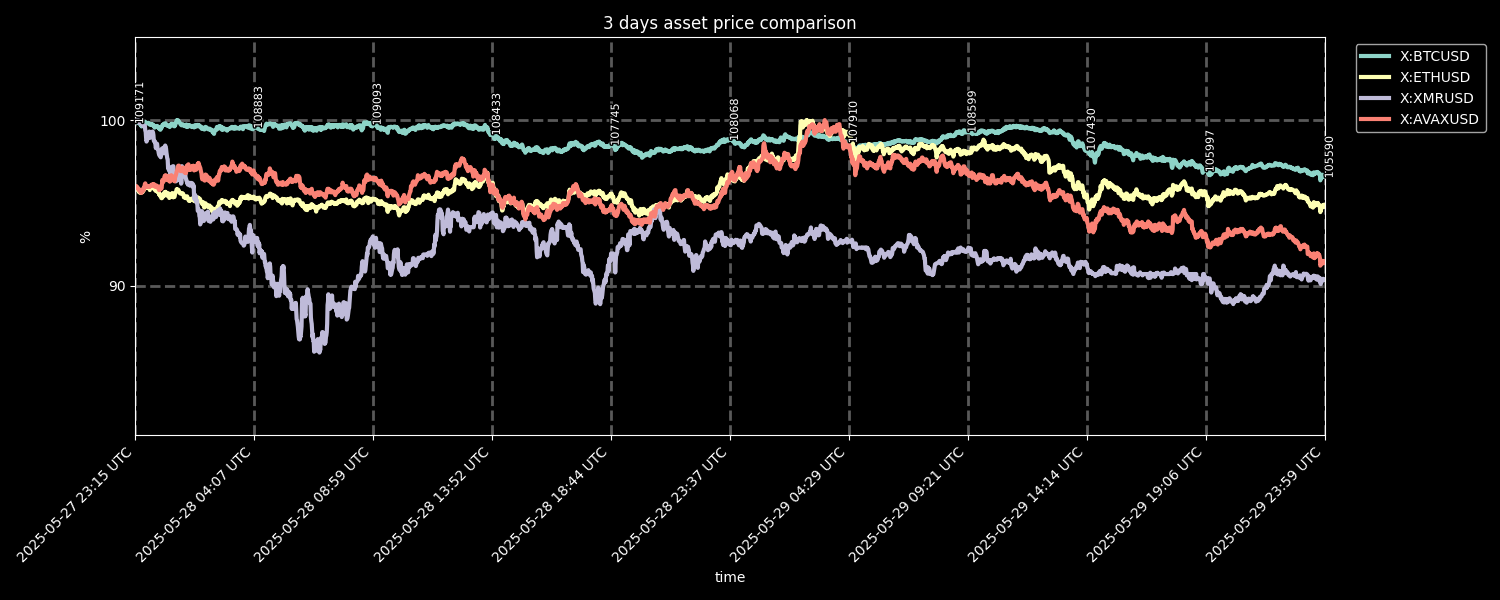 3 days asset price comparison
X:BTCUSD
X:ETHUSD
X:XMRUSD
X:AVAXUSD
109171
108883
109093
108433
107745
108068
107910
108599
107430
105997
105590
100
90
%
2025-05-27 23:15 UTC
2025-05-28 04:07 UTC
2025-05-28 08:59 UTC
2025-05-28 13:52 UTC
2025-05-28 18:44 UTC
2025-05-28 23:37 UTC
2025-05-29 04:29 UTC
2025-05-29 09:21 UTC
2025-05-29 14:14 UTC
2025-05-29 19:06 UTC
2025-05-29 23:59 UTC
time